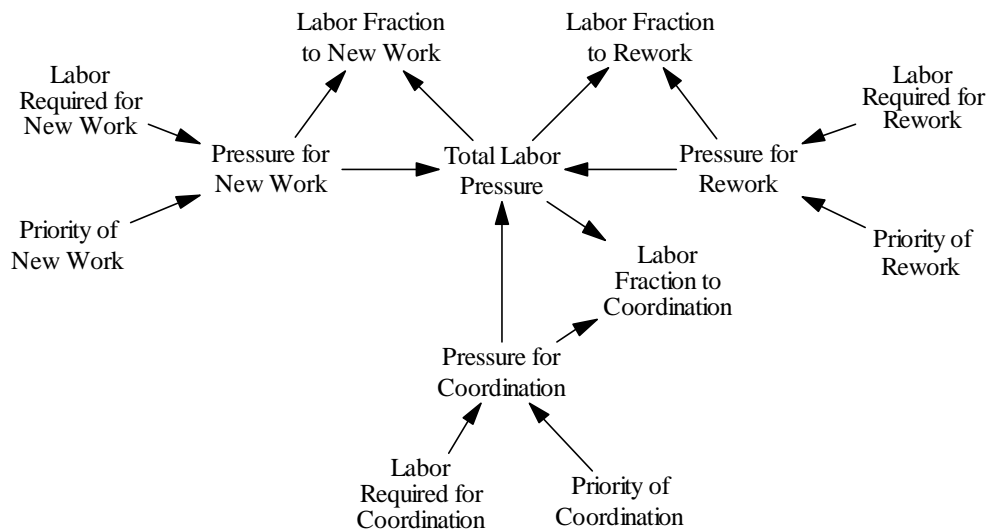 Labor Fraction
to New Work
Labor Fraction
to Rework
Labor
Required for
New Work
Labor
Required for
Rework
Pressure for
New Work
Total Labor
Pressure
Pressure for
Rework
Priority of
New Work
Labor
Fraction to
Coordination
Priority of
Rework
Pressure for
Coordination
Labor
Required for
Coordination
Priority of
Coordination